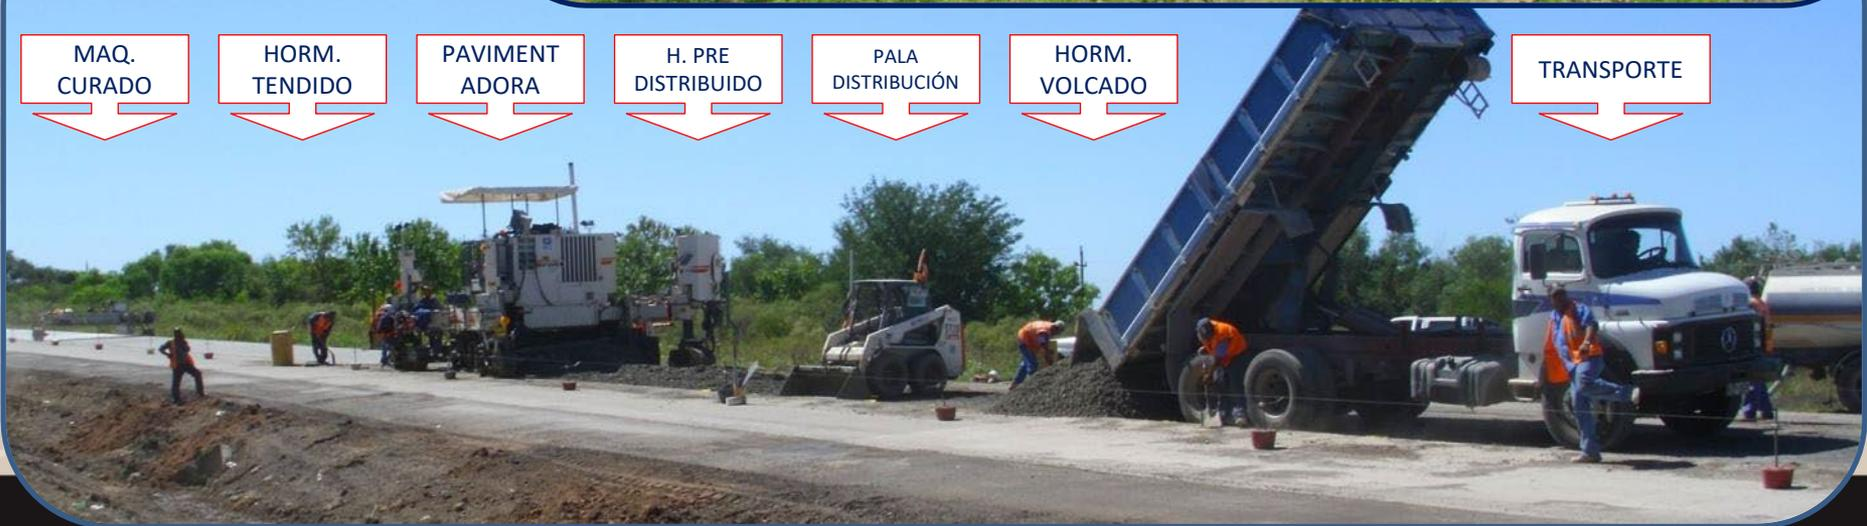 MAQ.
CURADO
HORM.
TENDIDO
PAVIMENT
ADORA
H. PRE
DISTRIBUIDO
PALA
DISTRIBUCIÓN
HORM.
VOLCADO
TRANSPORTE